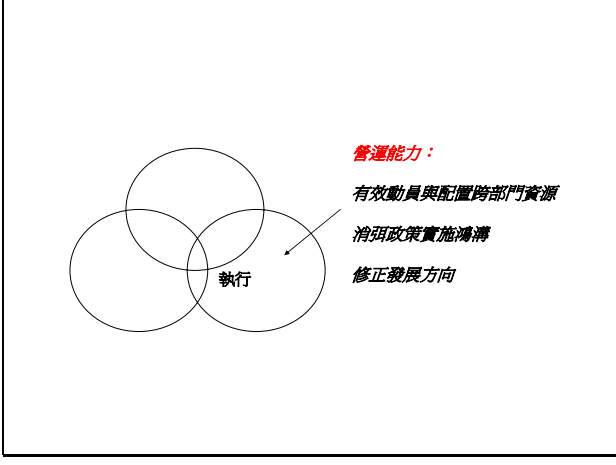 營運能力：
有效動員與配置跨部門資源
消弭政策實施鴻溝
修正發展方向
執行